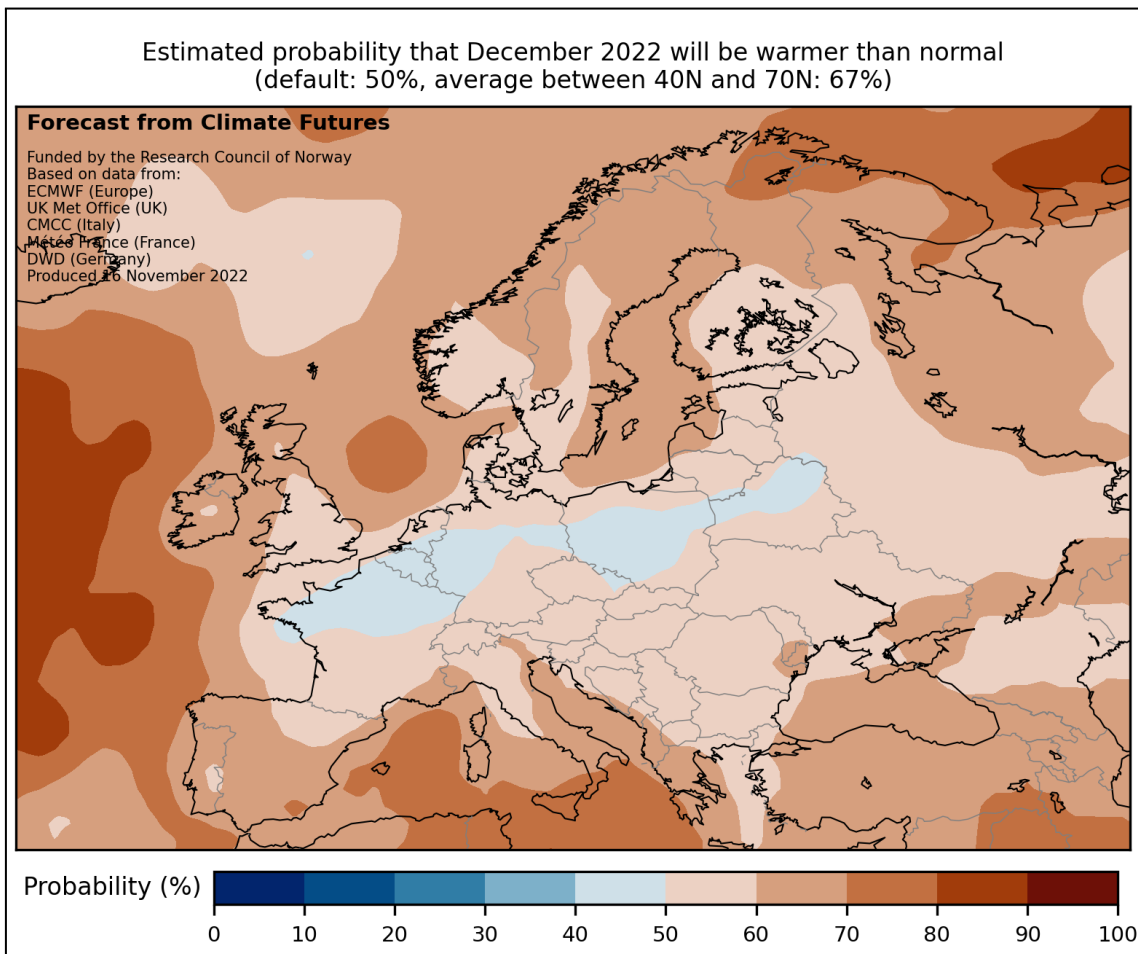 Estimated probability that December 2022 will be warmer than normal
(default: 50%, average between 40N and 70N: 67%)
Forecast from Climate Futures
Funded by the Research Council of Norway
Based on data from:
ECMWF (Europe)
UK Met Office (UK)
CMCC (Italy)
Météo France (France)
DWD (Germany)
Produced 16 November 2022
Probability (%)
0 10 20 30 40 50 60 70 80 90 100